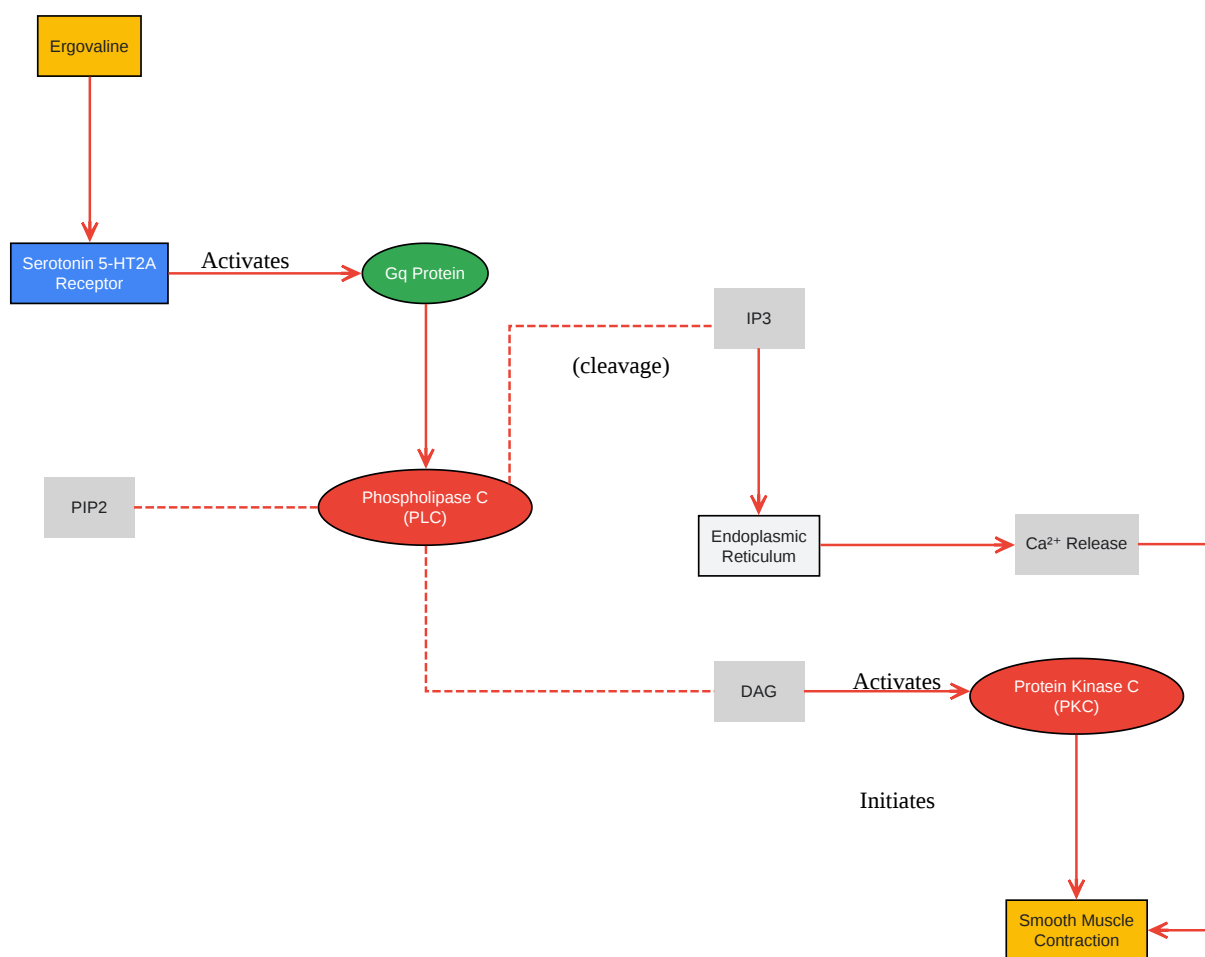 Ergovaline
Serotonin 5-HT2A
Receptor
Activates
Gq Protein
IP3
(cleavage)
PIP2
Phospholipase C
(PLC)
Endoplasmic
Reticulum
Ca²⁺ Release
DAG
Activates
Protein Kinase C
(PKC)
Initiates
Smooth Muscle
Contraction